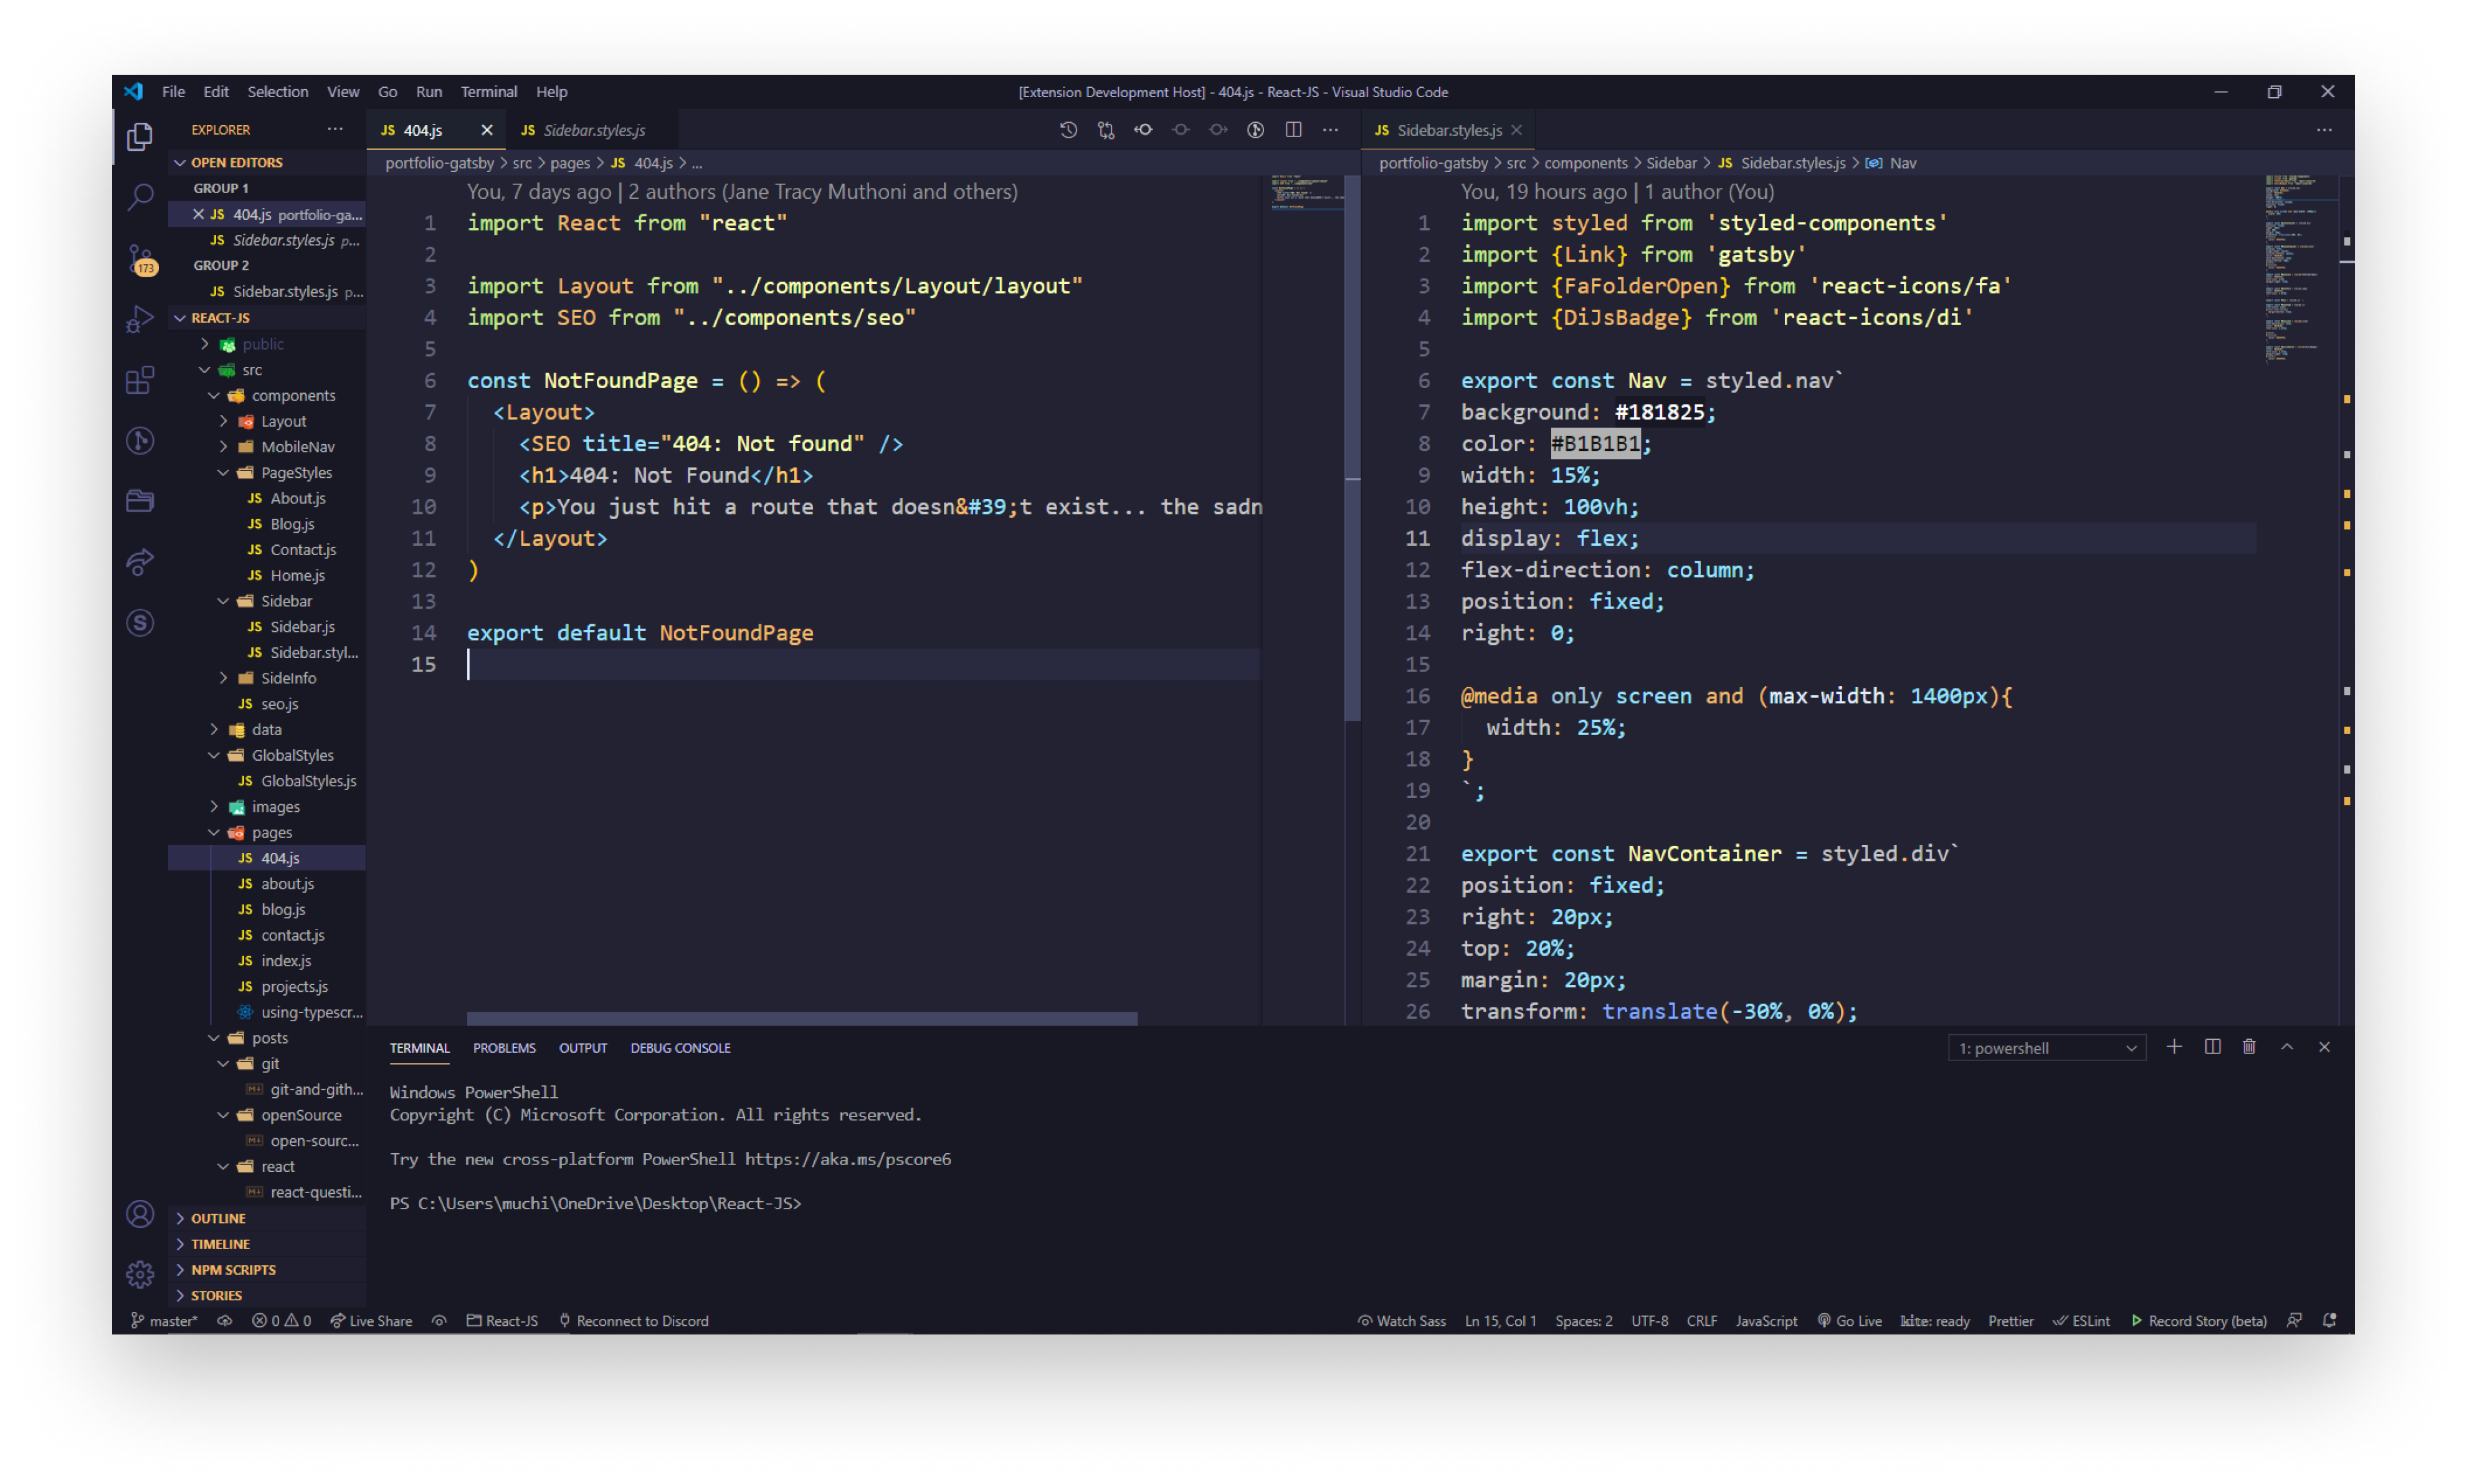 File Edit Selection View Go Run Terminal Help
[Extension Development Host] - 404.js - React-JS - Visual Studio Code
EXPLORER ···
OPEN EDITORS
GROUP 1
JS 404.js portfolio-ga...
JS Sidebar.styles.js p...
GROUP 2
JS Sidebar.styles.js p...
173
REACT-JS
public
src
components
Layout
MobileNav
PageStyles
JS About.js
JS Blog.js
JS Contact.js
JS Home.js
Sidebar
JS Sidebar.js
JS Sidebar.styl...
SideInfo
JS seo.js
data
GlobalStyles
JS GlobalStyles.js
images
pages
JS 404.js
JS about.js
JS blog.js
JS contact.js
JS index.js
JS projects.js
using-typescr...
posts
git
git-and-gith...
openSource
open-sourc...
react
react-questi...
OUTLINE
TIMELINE
NPM SCRIPTS
STORIES
JS 404.js JS Sidebar.styles.js
portfolio-gatsby > src > pages > JS 404.js > ...
You, 7 days ago | 2 authors (Jane Tracy Muthoni and others)
1 import React from "react"
2
3 import Layout from "../components/Layout/layout"
4 import SEO from "../components/seo"
5
6 const NotFoundPage = () => (
7 <Layout>
8 <SEO title="404: Not found" />
9 <h1>404: Not Found</h1>
10 <p>You just hit a route that doesn&#39;t exist... the sadn
11 </Layout>
12 )
13
14 export default NotFoundPage
15
JS Sidebar.styles.js
portfolio-gatsby > src > components > Sidebar > JS Sidebar.styles.js > Nav
You, 19 hours ago | 1 author (You)
1 import styled from 'styled-components'
2 import {Link} from 'gatsby'
3 import {FaFolderOpen} from 'react-icons/fa'
4 import {DiJsBadge} from 'react-icons/di'
5
6 export const Nav = styled.nav`
7 background: #181825;
8 color: #B1B1B1;
9 width: 15%;
10 height: 100vh;
11 display: flex;
12 flex-direction: column;
13 position: fixed;
14 right: 0;
15
16 @media only screen and (max-width: 1400px){
17 width: 25%;
18 }
19 `;
20
21 export const NavContainer = styled.div`
22 position: fixed;
23 right: 20px;
24 top: 20%;
25 margin: 20px;
26 transform: translate(-30%, 0%);
TERMINAL PROBLEMS OUTPUT DEBUG CONSOLE
1: powershell
Windows PowerShell
Copyright (C) Microsoft Corporation. All rights reserved.
Try the new cross-platform PowerShell https://aka.ms/pscore6
PS C:\Users\muchi\OneDrive\Desktop\React-JS>
master* 0 0 Live Share React-JS Reconnect to Discord
Watch Sass Ln 15, Col 1 Spaces: 2 UTF-8 CRLF JavaScript Go Live kite: ready Prettier ESLint Record Story (beta)